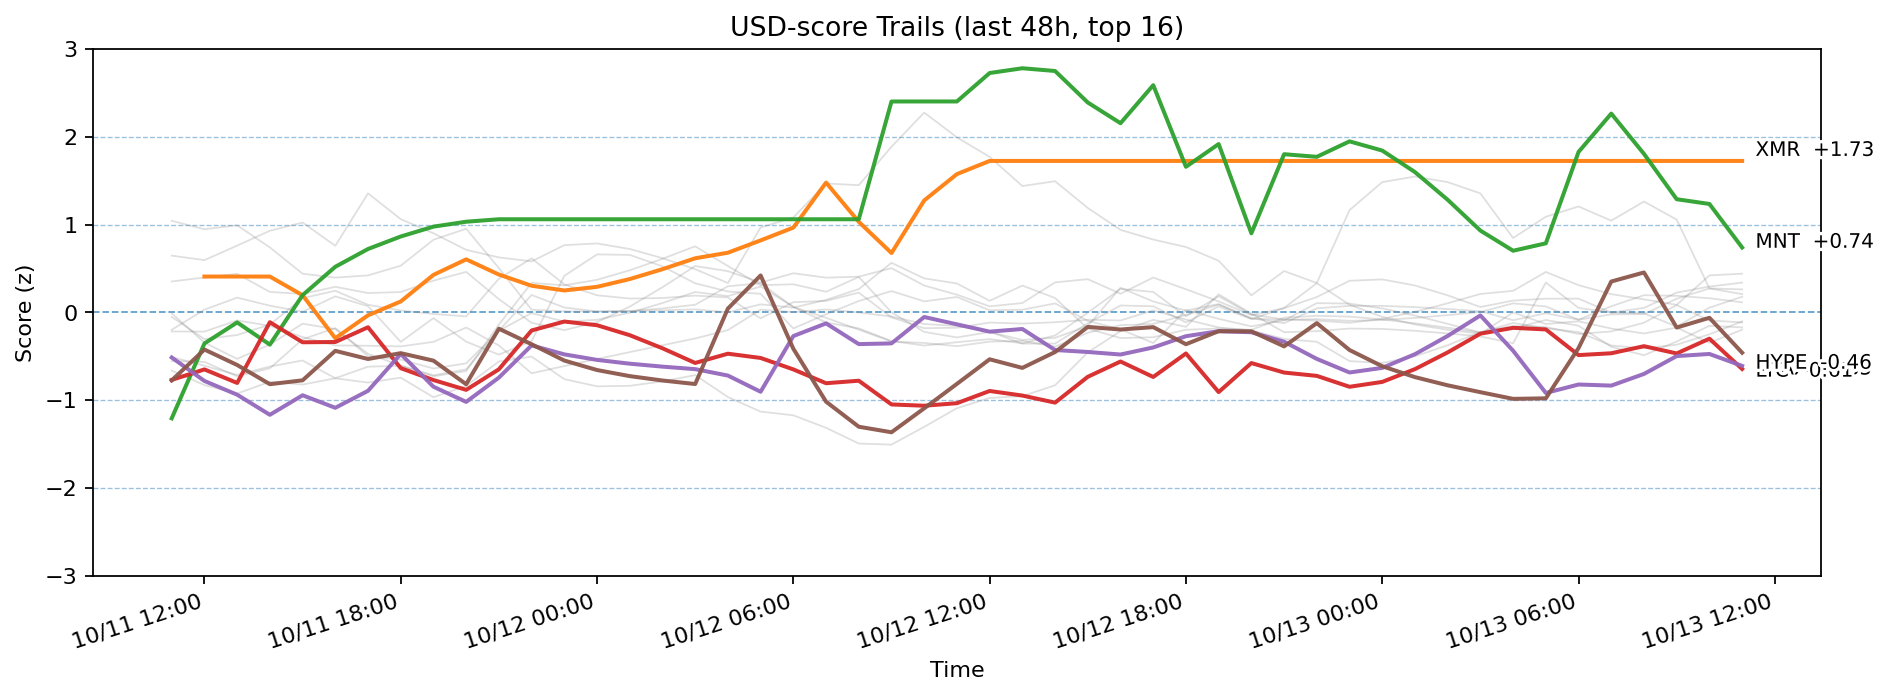 USD-score Trails (last 48h, top 16)
Score (z)
3
2
1
0
−1
−2
−3
XMR +1.73
MNT +0.74
HYPE -0.46
10/11 12:00
10/11 18:00
10/12 00:00
10/12 06:00
10/12 12:00
10/12 18:00
10/13 00:00
10/13 06:00
10/13 12:00
Time